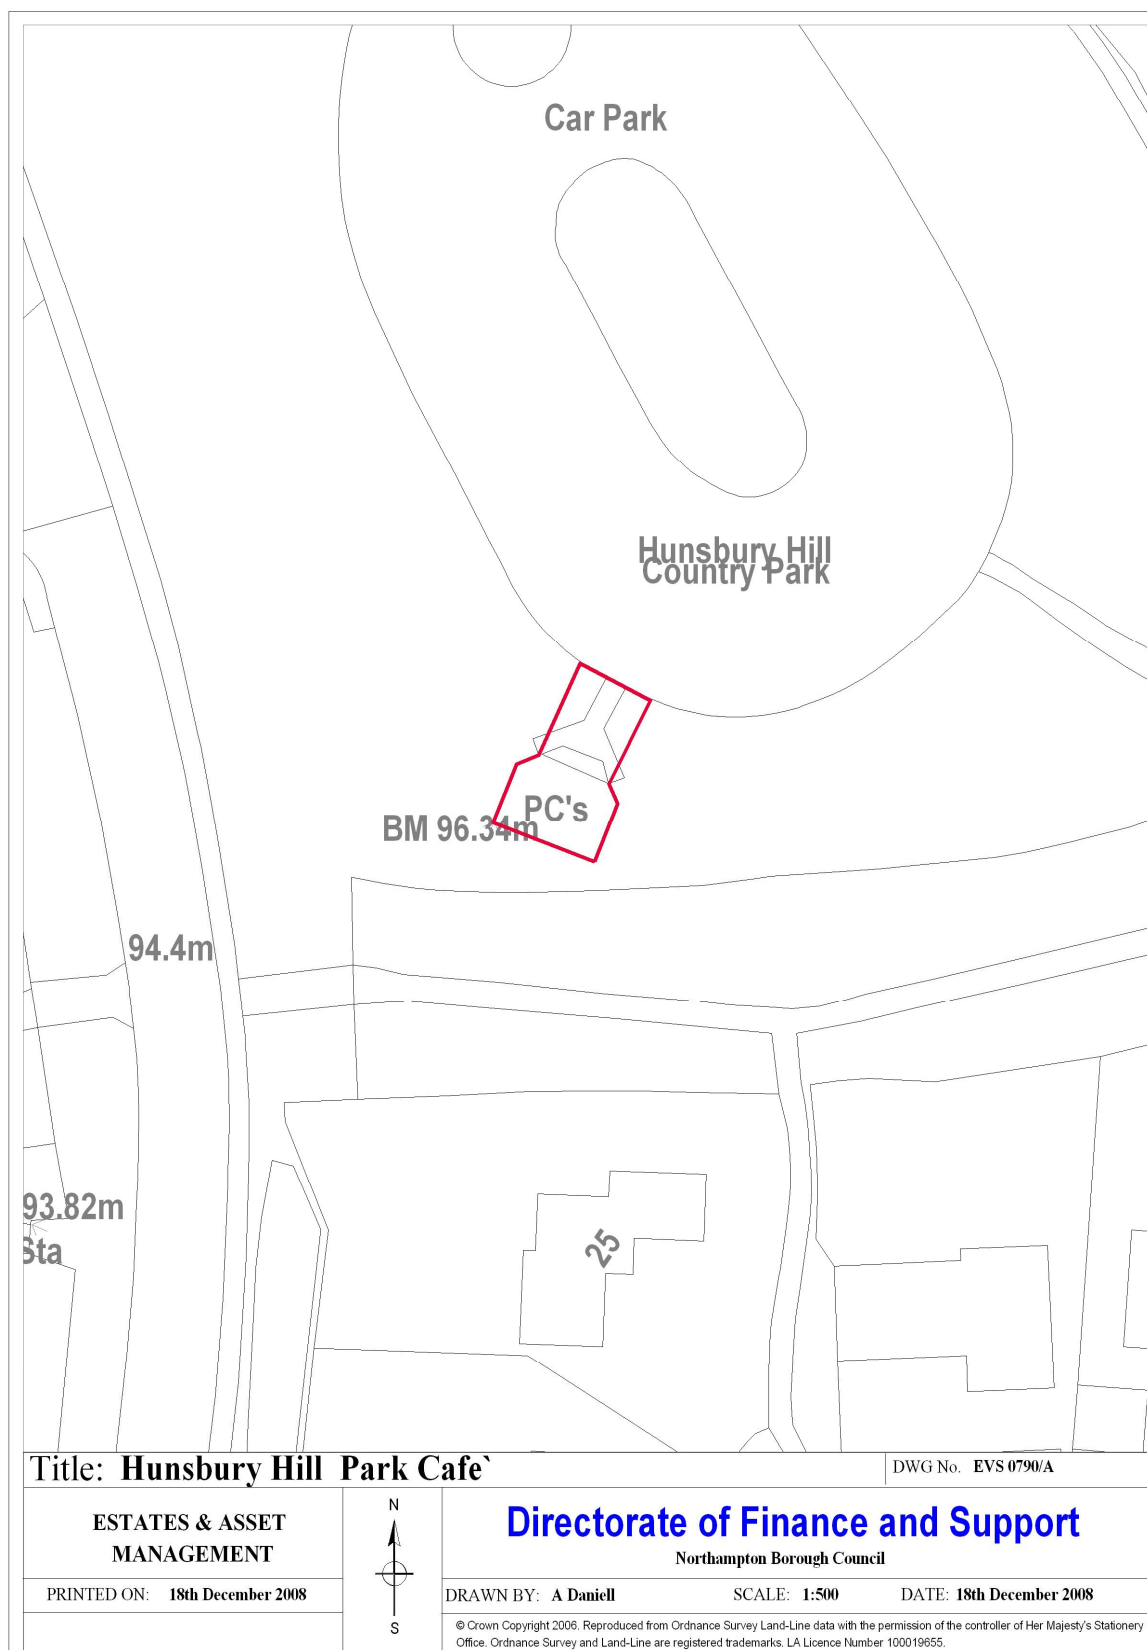 Car Park
Hunsbury Hill
Country Park
PC's
BM 96.34m
94.4m
93.82m
Sta
25
Title: Hunsbury Hill Park Cafe`
DWG No. EVS 0790/A
ESTATES & ASSET
MANAGEMENT
N
S
Directorate of Finance and Support
Northampton Borough Council
PRINTED ON: 18th December 2008
DRAWN BY: A Daniell SCALE: 1:500 DATE: 18th December 2008
© Crown Copyright 2006. Reproduced from Ordnance Survey Land-Line data with the permission of the controller of Her Majesty's Stationery
Office. Ordnance Survey and Land-Line are registered trademarks. LA Licence Number 100019655.